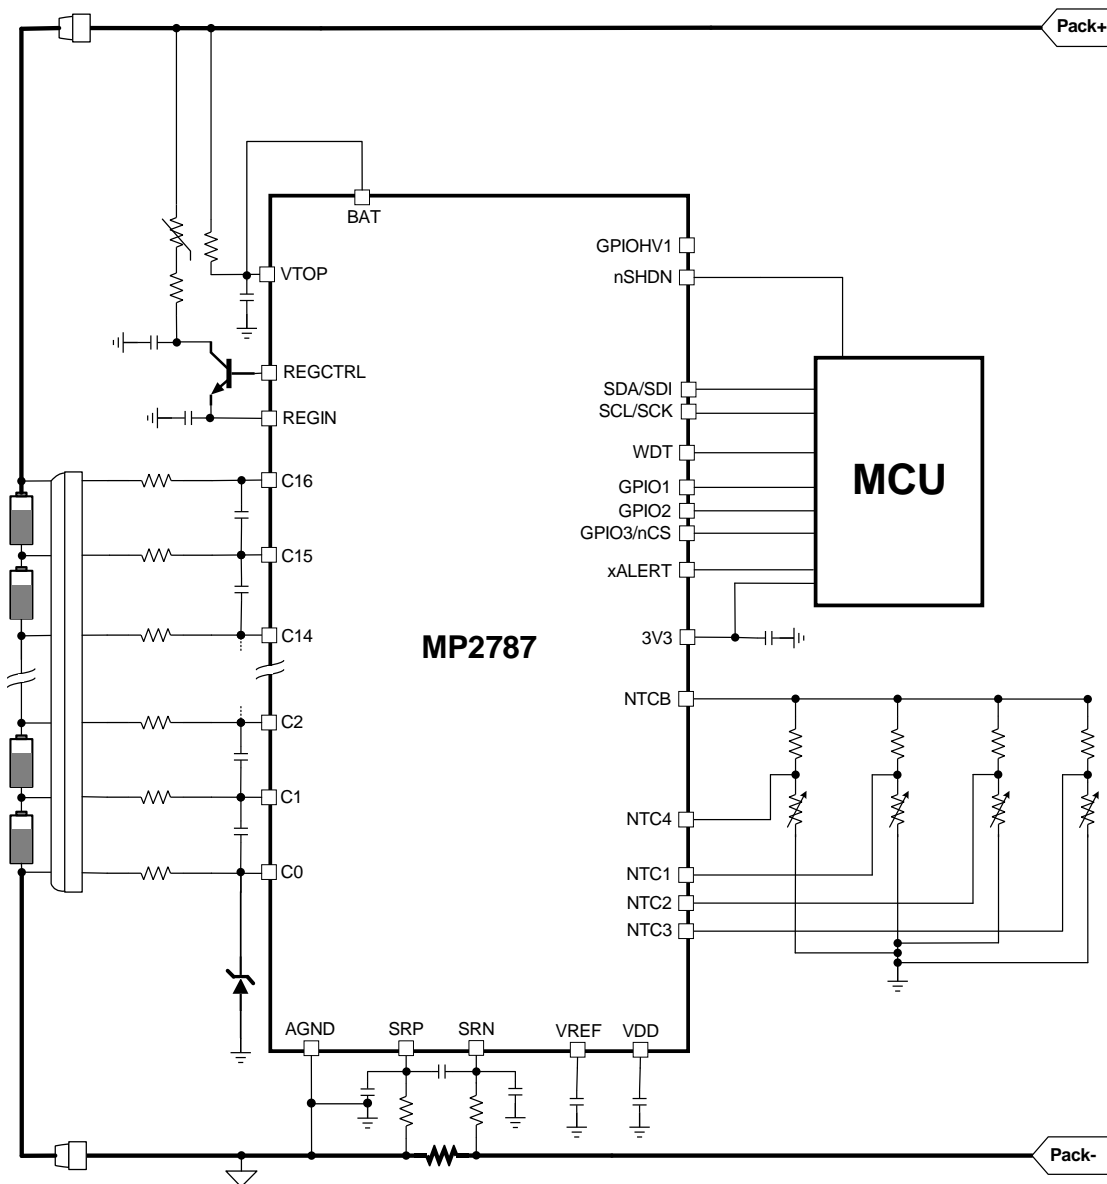 Pack+
BAT
GPIOHV1
VTOP
nSHDN
REGCTRL
SDA/SDI
SCL/SCK
REGIN
WDT
C16
GPIO1
MCU
GPIO2
GPIO3/nCS
C15
xALERT
C14
MP2787
3V3
NTCB
C2
C1
NTC4
C0
NTC1
NTC2
NTC3
AGND
SRP
SRN
VREF
VDD
Pack-